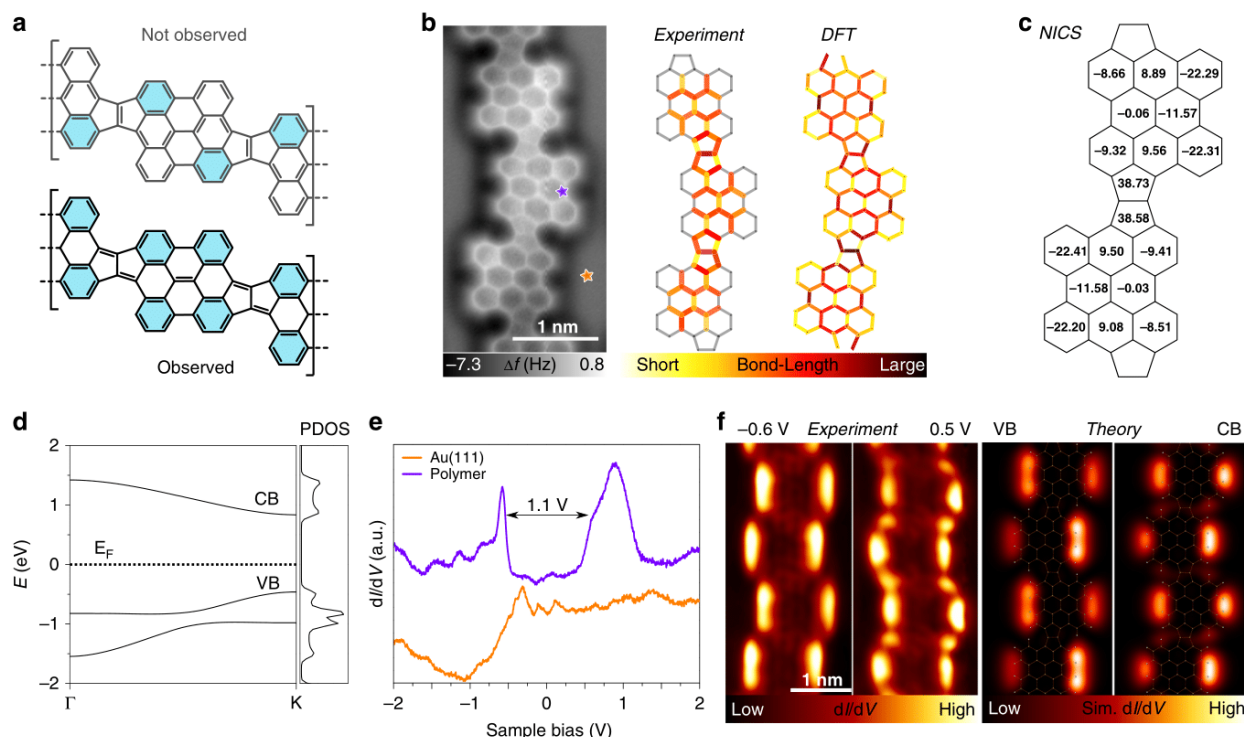 a
Not observed
Observed
b
Experiment
DFT
1 nm
−7.3 Δf (Hz) 0.8
Short Bond-Length Large
c
NICS
−8.66 8.89 −22.29
−0.06 −11.57
−9.32 9.56 −22.31
38.73
38.58
−22.41 9.50 −9.41
−11.58 −0.03
−22.20 9.08 −8.51
d
PDOS
2
1
0
−1
−2
E (eV)
CB
EF
VB
Γ K
e
Au(111)
Polymer
1.1 V
dI/dV (a.u.)
−2 −1 0 1 2
Sample bias (V)
f
−0.6 V Experiment 0.5 V
VB Theory CB
1 nm
Low dI/dV High
Low Sim. dI/dV High